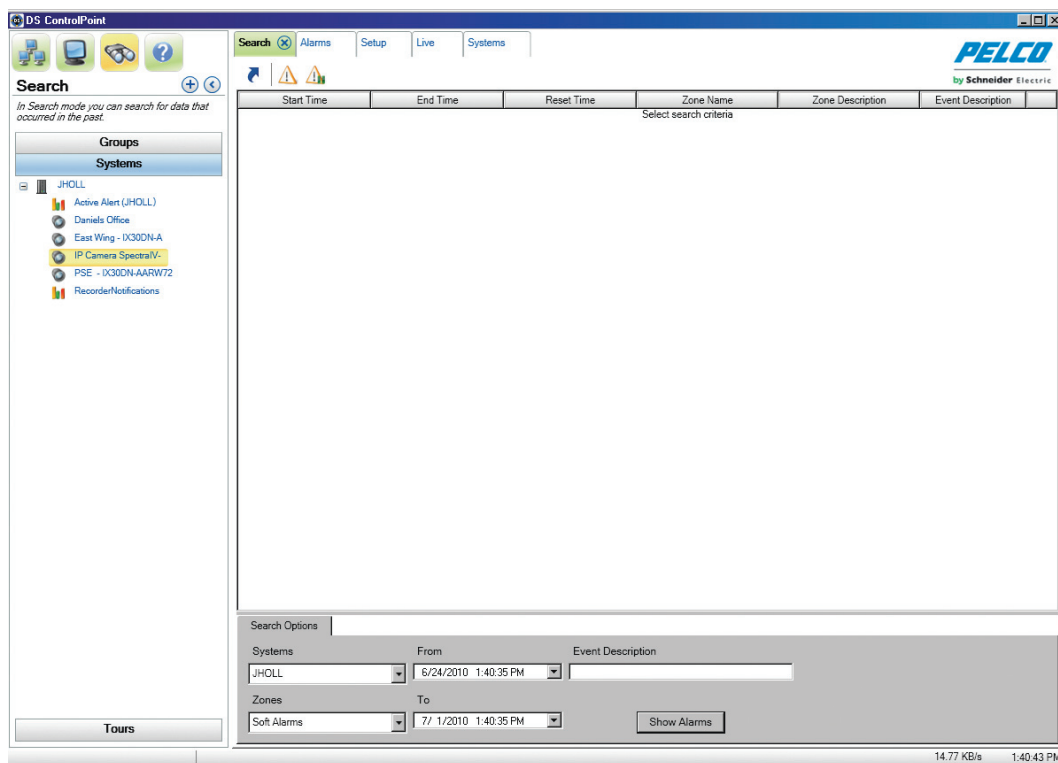 DS ControlPoint
Search Alarms Setup Live Systems
PELCO
by Schneider Electric
Search
In Search mode you can search for data that
occurred in the past.
Start Time End Time Reset Time Zone Name Zone Description Event Description
Select search criteria
Groups
Systems
JHOLL
Active Alert (JHOLL)
Daniels Office
East Wing - IX30DN-A
IP Camera SpectraIV-
PSE - IX30DN-AARW72
RecorderNotifications
Tours
Search Options
Systems From Event Description
JHOLL 6/24/2010 1:40:35 PM
Zones To
Soft Alarms 7/ 1/2010 1:40:35 PM Show Alarms
14.77 KB/s 1:40:43 PM